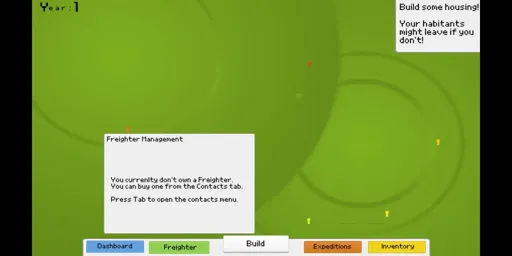 Year:1
Build some housing!
Your habitants
might leave if you
don't!
Freighter Management
You currenlty don't own a Freighter.
You can buy one from the Contacts tab.
Press Tab to open the contacts menu.
Dashboard
Freighter
Build
Expeditions
Inventory